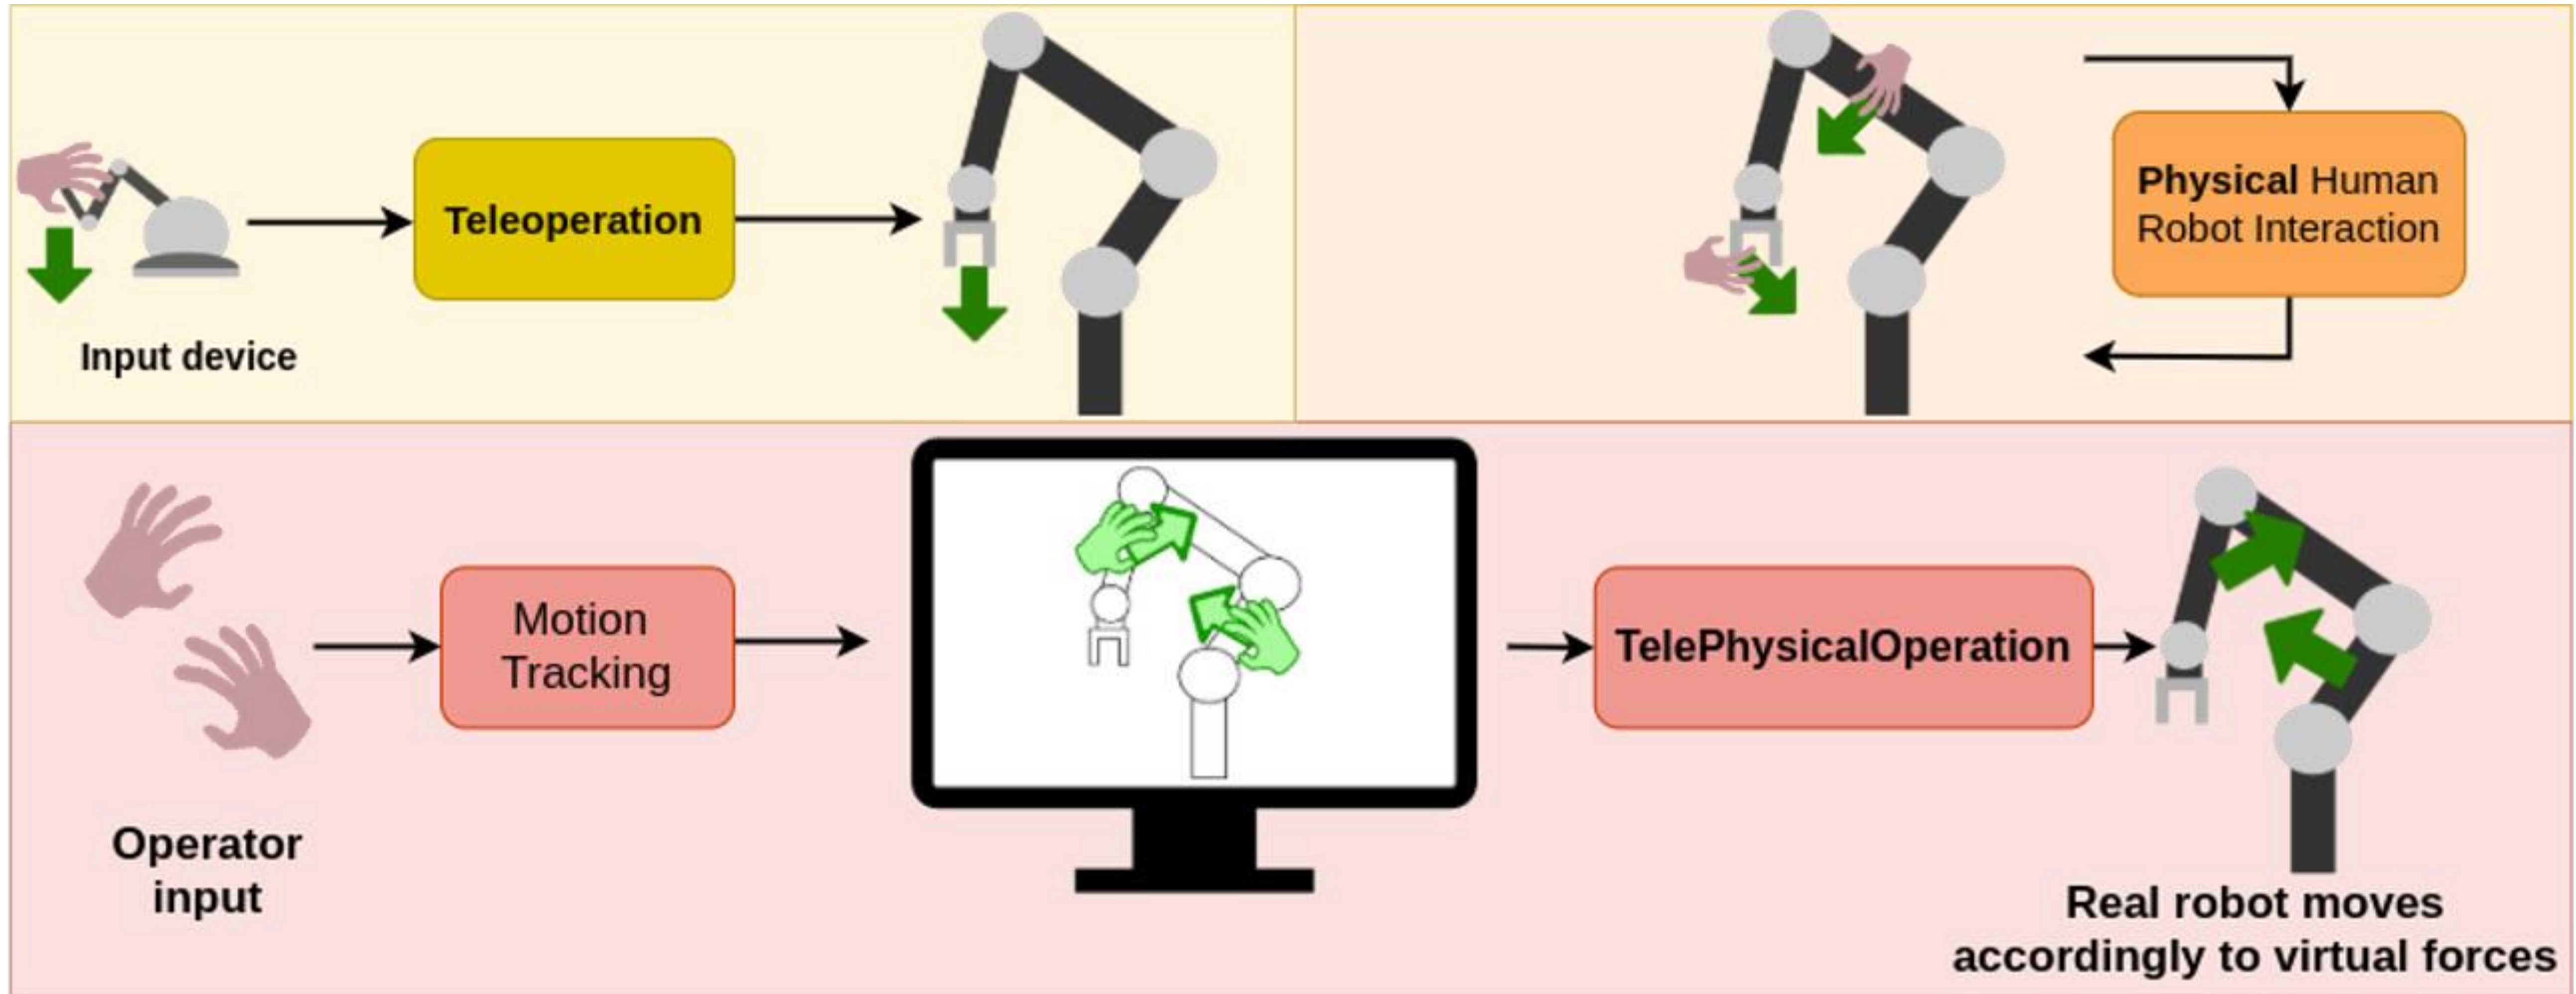 Teleoperation
Input device
Physical Human
Robot Interaction
Motion
Tracking
Operator
input
TelePhysicalOperation
Real robot moves
accordingly to virtual forces